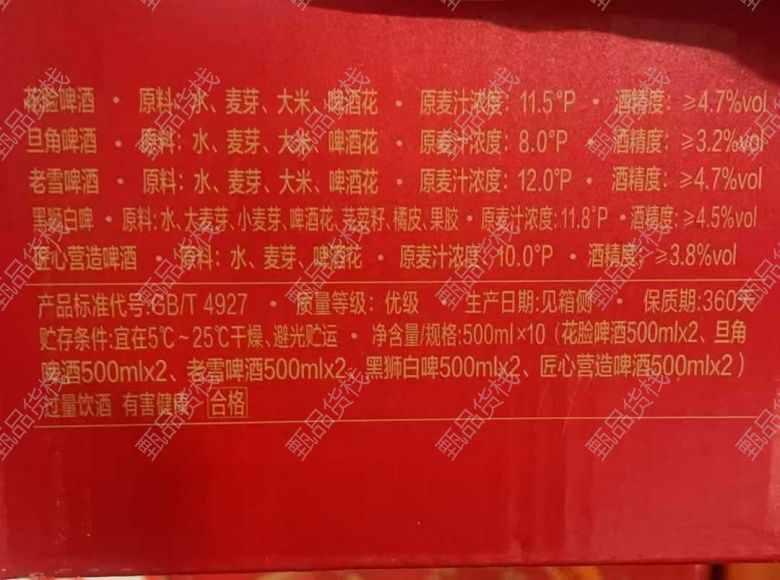 花脸啤酒 • 原料：水、麦芽、大米、啤酒花 • 原麦汁浓度：11.5°P • 酒精度：≥4.7%vol
旦角啤酒 • 原料：水、麦芽、大米、啤酒花 • 原麦汁浓度：8.0°P • 酒精度：≥3.2%vol
老雪啤酒 • 原料：水、麦芽、大米、啤酒花 • 原麦汁浓度：12.0°P • 酒精度：≥4.7%vol
黑狮白啤 • 原料：水、大麦芽、小麦芽、啤酒花、芫荽籽、橘皮、果胶 • 原麦汁浓度：11.8°P • 酒精度：≥4.5%vol
匠心营造啤酒 • 原料：水、麦芽、啤酒花 • 原麦汁浓度：10.0°P • 酒精度：≥3.8%vol
产品标准代号:GB/T 4927 • 质量等级：优级 • 生产日期:见箱侧 • 保质期:360天
贮存条件:宜在5℃~25℃干燥、避光贮运 • 净含量/规格:500ml×10（花脸啤酒500mlx2、旦角
啤酒500mlx2、老雪啤酒500mlx2、黑狮白啤500mlx2、匠心营造啤酒500mlx2）
过量饮酒 有害健康 合格
甄品货栈